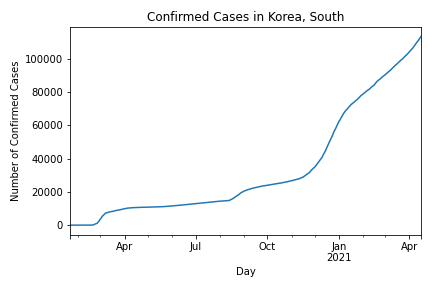 Confirmed Cases in Korea, South
Number of Confirmed Cases
100000
80000
60000
40000
20000
0
Apr Jul Oct Jan Apr
2021
Day